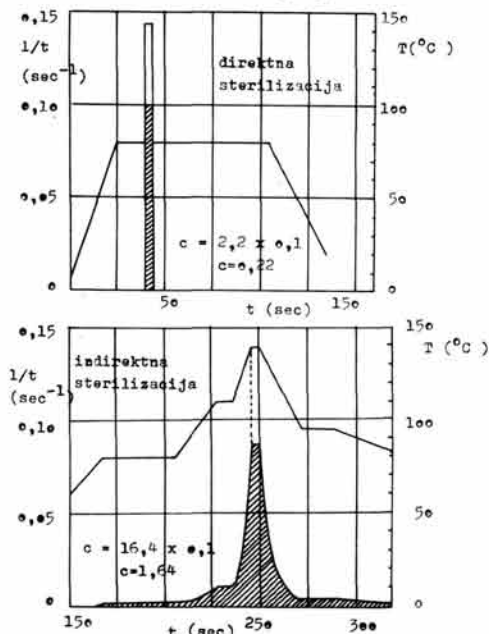 0,15
1/t
(sec⁻¹)
0,10
0,05
0
150
T(°C)
100
50
0
direktna
sterilizacija
c = 2,2 x 0,1
c=0,22
50
150
t (sec)
0,15
1/t
(sec⁻¹)
0,10
0,05
0
150
T (°C)
100
50
0
indirektna
sterilizacija
c = 16,4 x 0,1
c=1,64
150
250
300
t (sec)